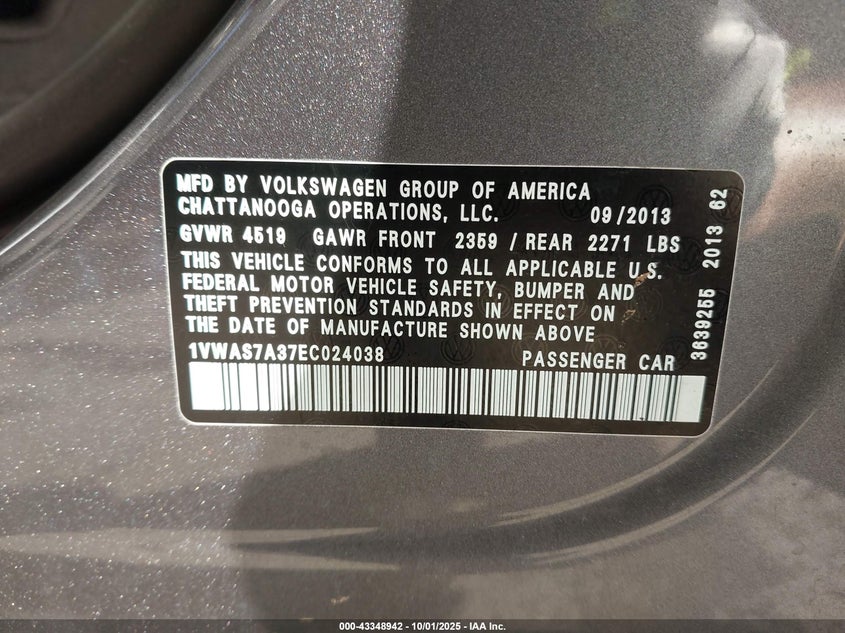 MFD BY VOLKSWAGEN GROUP OF AMERICA
CHATTANOOGA OPERATIONS, LLC. 09/2013
GVWR 4519 GAWR FRONT 2359 / REAR 2271 LBS
THIS VEHICLE CONFORMS TO ALL APPLICABLE U.S.
FEDERAL MOTOR VEHICLE SAFETY, BUMPER AND
THEFT PREVENTION STANDARDS IN EFFECT ON
THE DATE OF MANUFACTURE SHOWN ABOVE
1VWAS7A37EC024038 PASSENGER CAR
3639255 2013 62
000-43348942 - 10/01/2025 - IAA Inc.